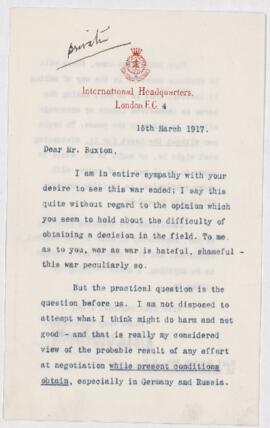 private
International Headquarters,
London E.C. 4
15th March 1917.
Dear Mr. Buxton,
I am in entire sympathy with your
desire to see this war ended; I say this
quite without regard to the opinion which
you seem to hold about the difficulty of
obtaining a decision in the field. To me,
as to you, war as war is hateful, shameful -
this war peculiarly so.
But the practical question is the
question before us. I am not disposed to
attempt what I think might do harm and not
good - and that is really my considered
view of the probable result of any effort
at negotiation while present conditions
obtain, especially in Germany and Russia.